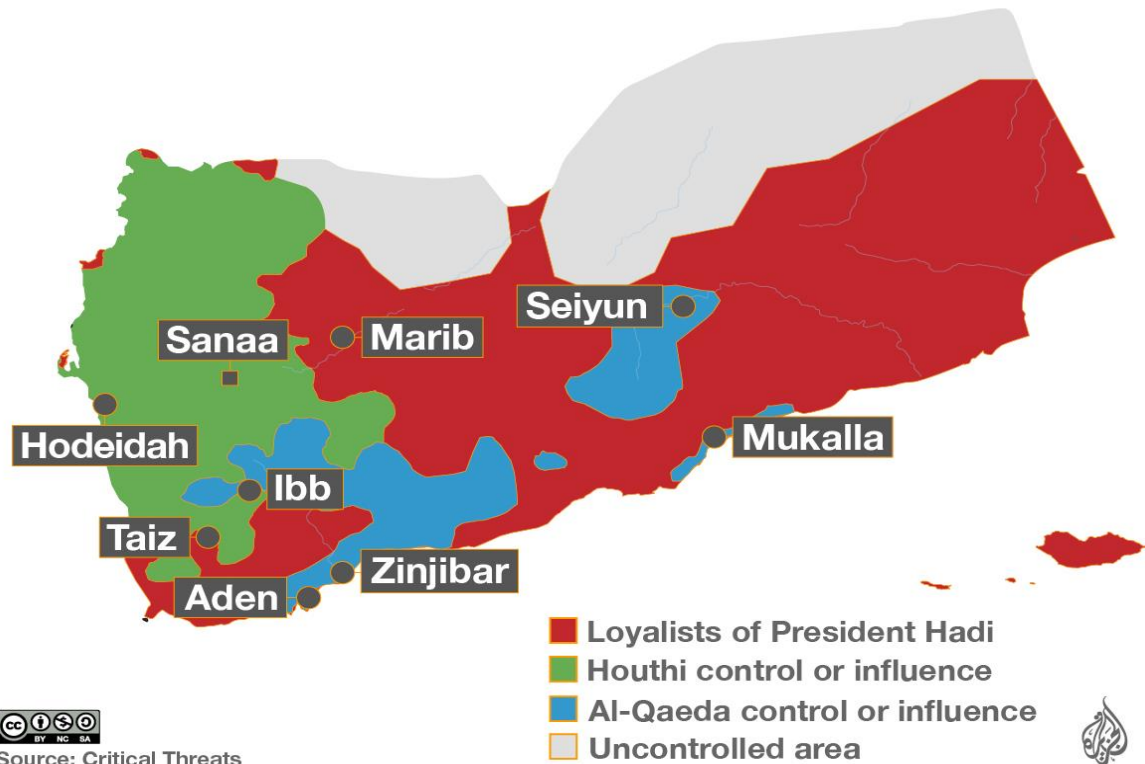 Seiyun
Sanaa
Marib
Hodeidah
Mukalla
Ibb
Taiz
Zinjibar
Aden
Loyalists of President Hadi
Houthi control or influence
Al-Qaeda control or influence
Uncontrolled area
cc
BY NC SA
Source: Critical Threats